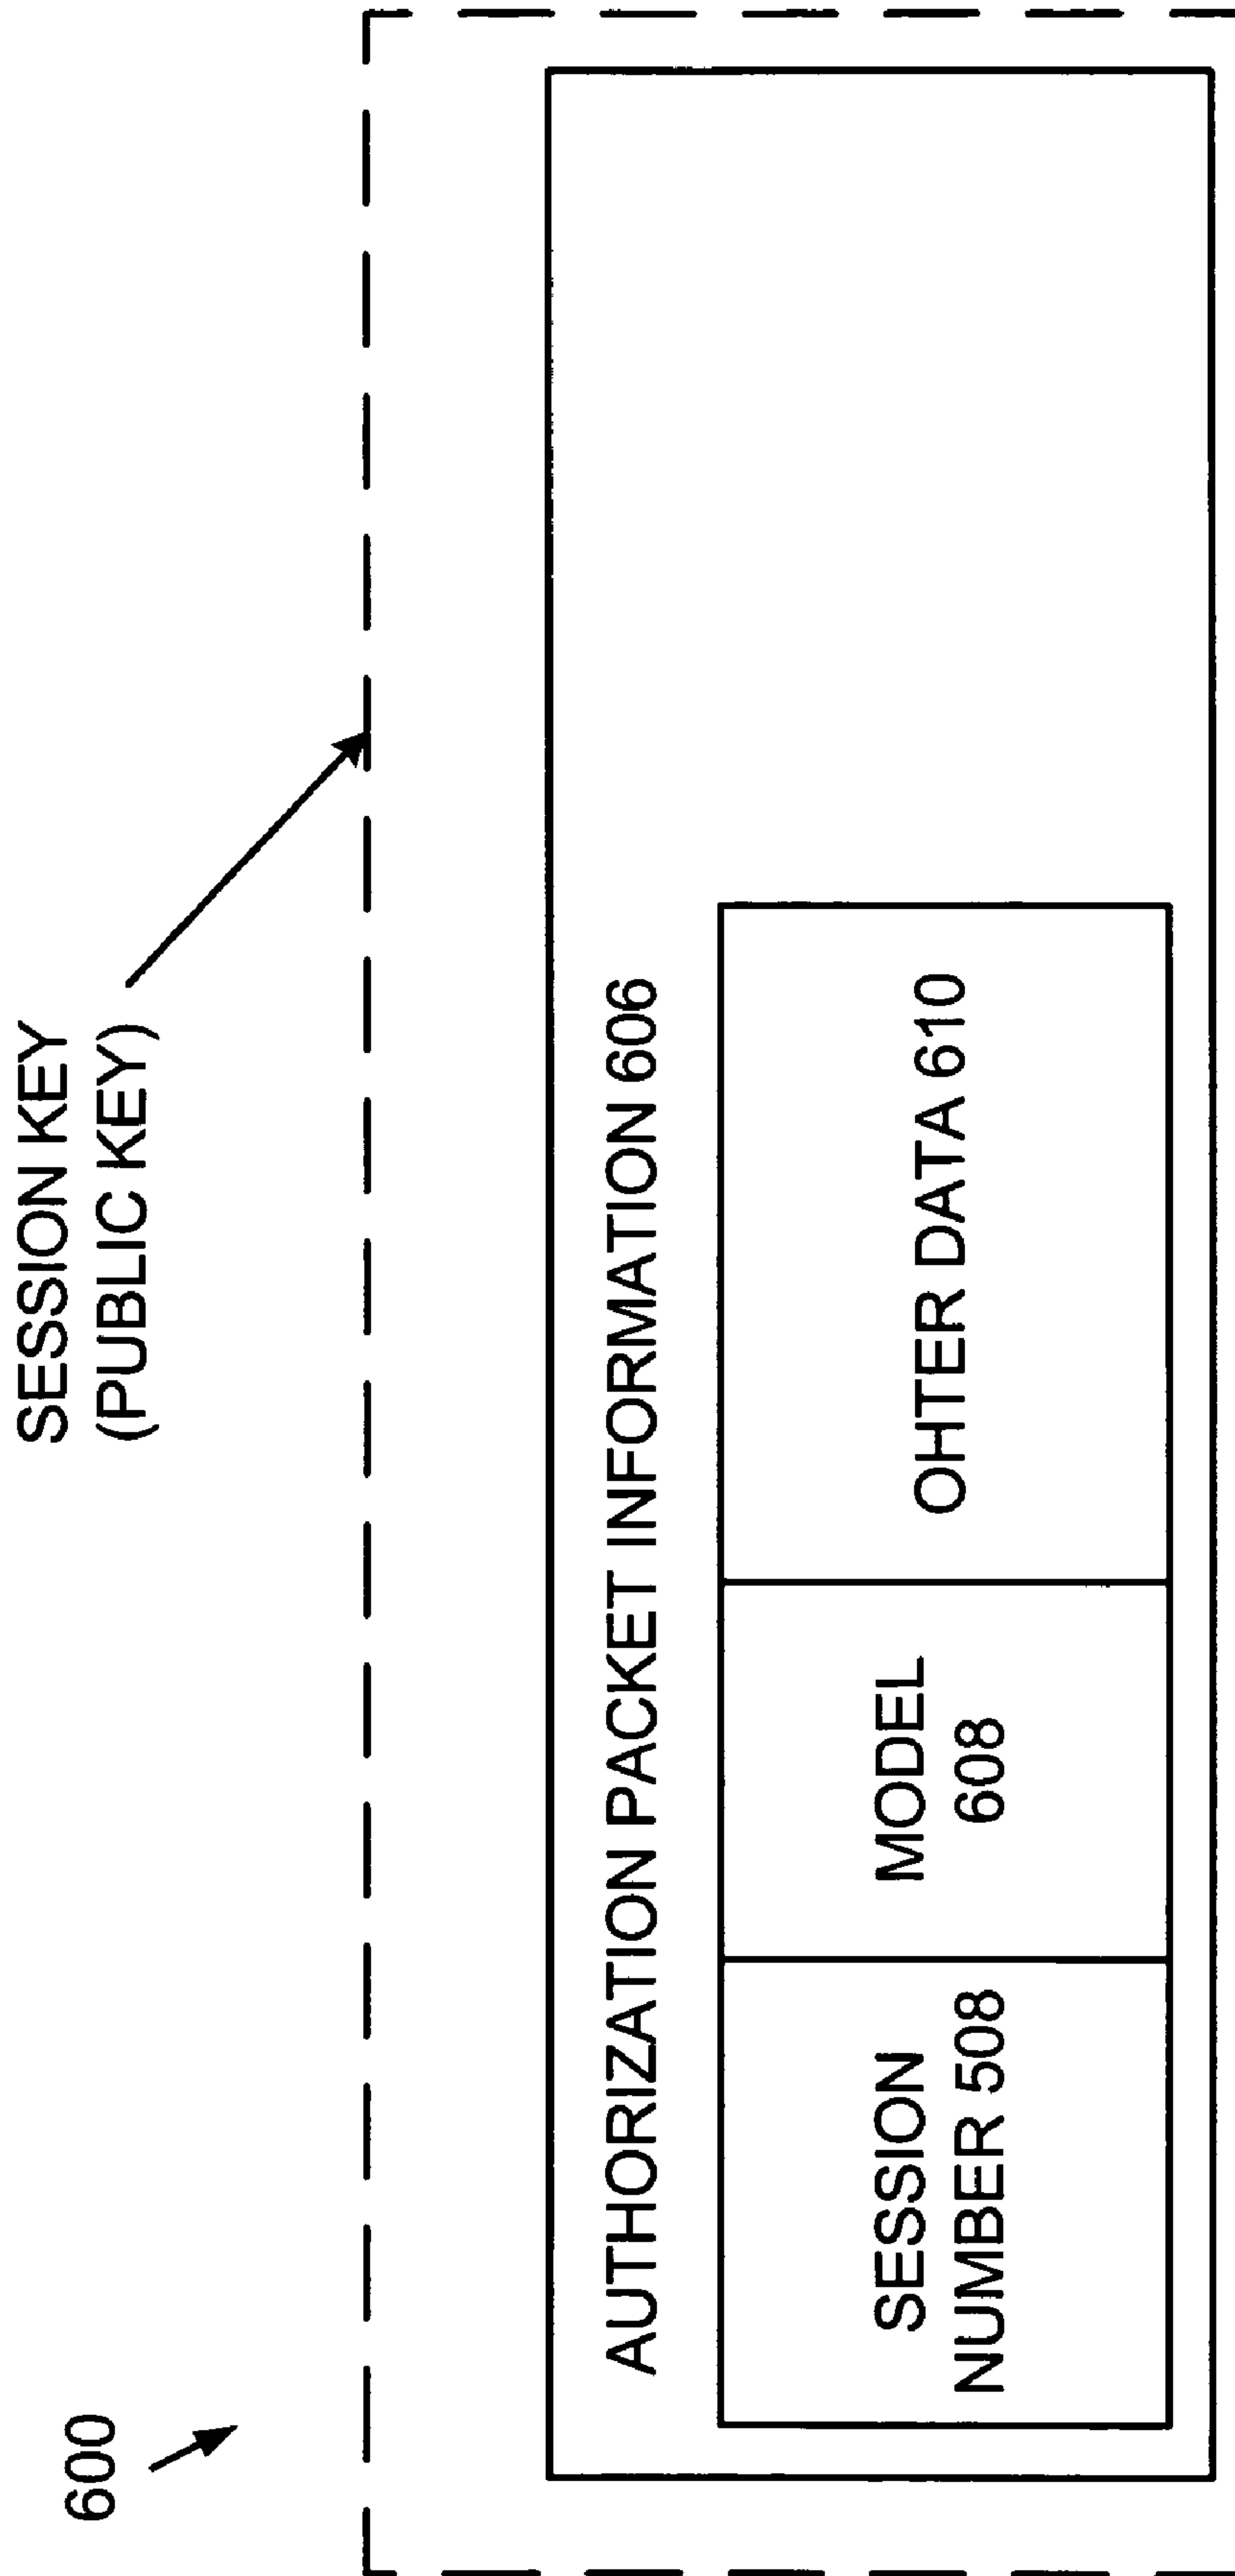 600
SESSION KEY
(PUBLIC KEY)
AUTHORIZATION PACKET INFORMATION 606
SESSION
NUMBER 508
MODEL
608
OHTER DATA 610